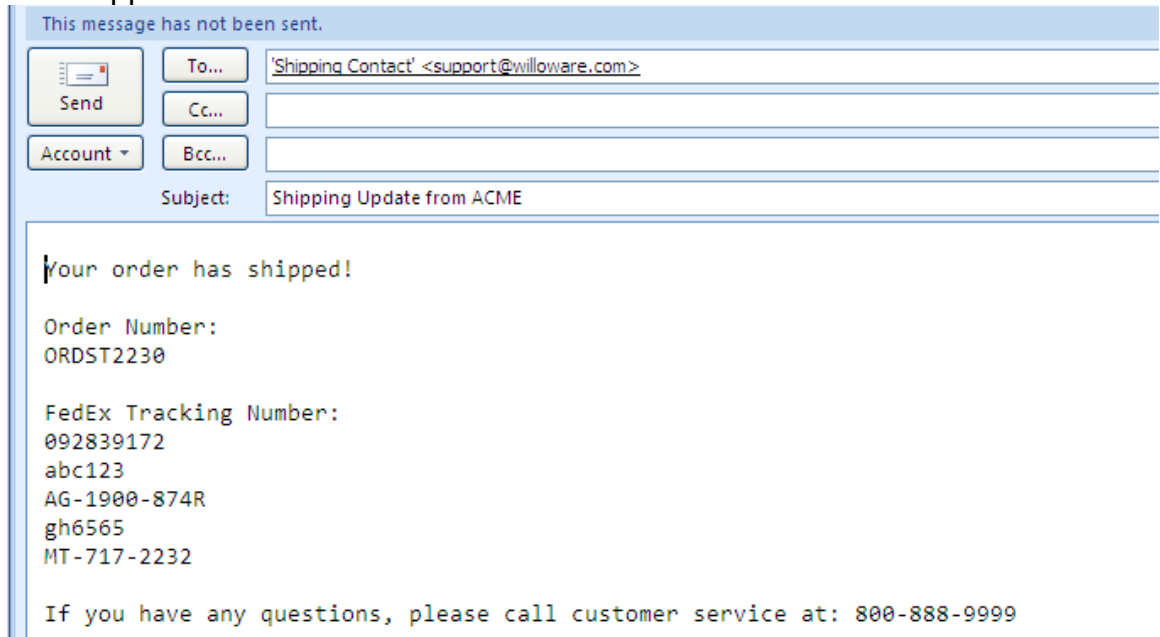 This message has not been sent.
To... 'Shipping Contact' <support@willoware.com>
Send
Cc...
Account Bcc...
Subject: Shipping Update from ACME
Your order has shipped!
Order Number:
ORDST2230
FedEx Tracking Number:
092839172
abc123
AG-1900-874R
gh6565
MT-717-2232
If you have any questions, please call customer service at: 800-888-9999